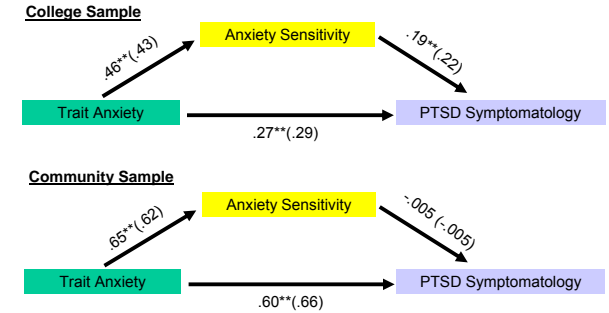 College Sample
Anxiety Sensitivity
.46**(.43)
.19**(.22)
Trait Anxiety
PTSD Symptomatology
.27**(.29)
Community Sample
Anxiety Sensitivity
.65**(.62)
-.005 (-.005)
Trait Anxiety
PTSD Symptomatology
.60**(.66)